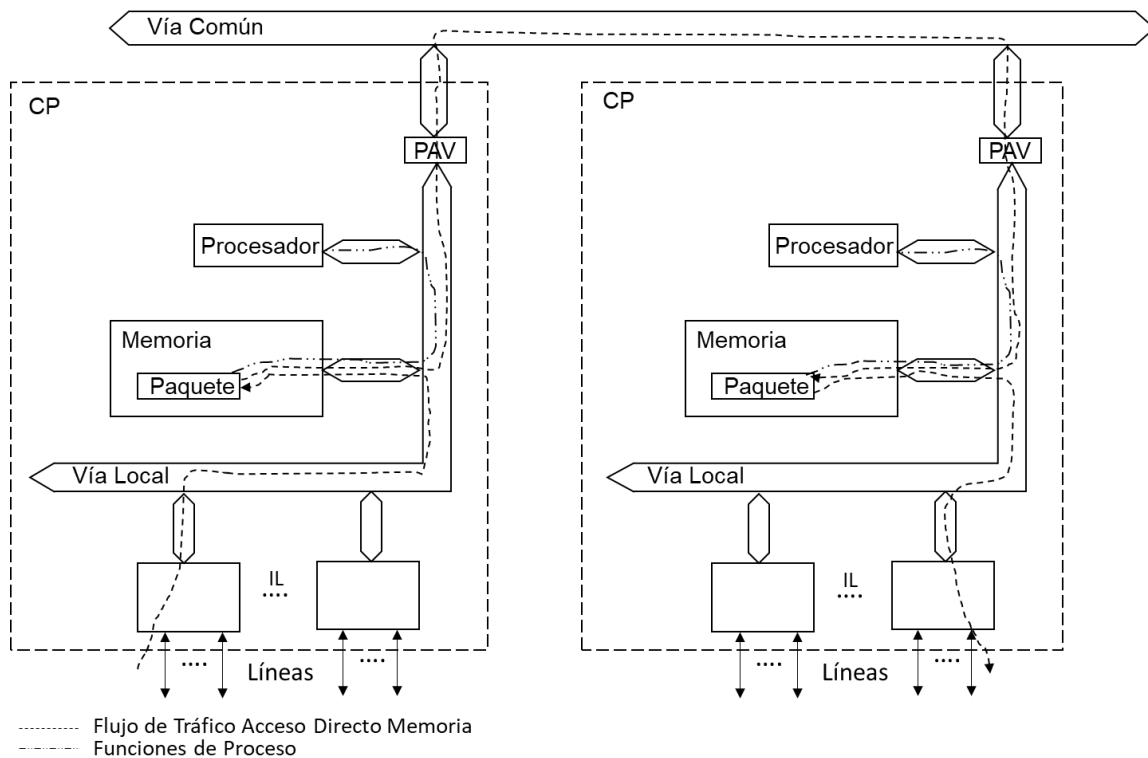 Vía Común
CP
CP
PAV
PAV
Procesador
Procesador
Memoria
Memoria
Paquete
Paquete
Vía Local
Vía Local
IL
....
IL
....
.... Líneas ....
.... Líneas ....
Flujo de Tráfico Acceso Directo Memoria
Funciones de Proceso